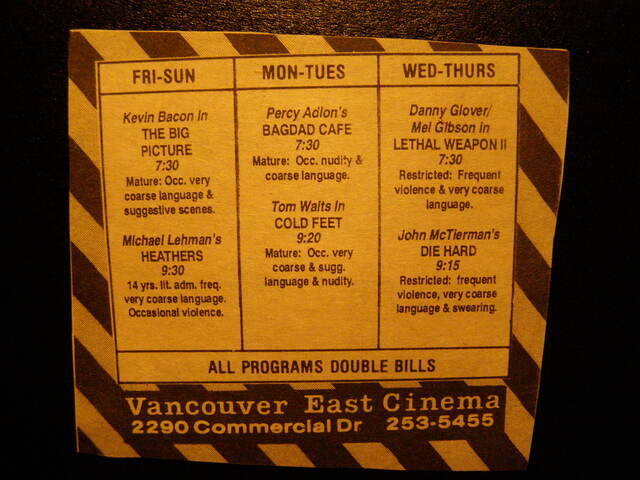 FRI-SUN
Kevin Bacon in
THE BIG
PICTURE
7:30
Mature: Occ. very
coarse language &
suggestive scenes.
Michael Lehman's
HEATHERS
9:30
14 yrs. lit. adm. freq.
very coarse language.
Occasional violence.
MON-TUES
Percy Adlon's
BAGDAD CAFE
7:30
Mature: Occ. nudity &
coarse language.
Tom Waits in
COLD FEET
9:20
Mature: Occ. very
coarse & sugg.
language & nudity.
WED-THURS
Danny Glover/
Mel Gibson in
LETHAL WEAPON II
7:30
Restricted: Frequent
violence & very coarse
language.
John McTierman's
DIE HARD
9:15
Restricted: frequent
violence, very coarse
language & swearing.
ALL PROGRAMS DOUBLE BILLS
Vancouver East Cinema
2290 Commercial Dr 253-5455